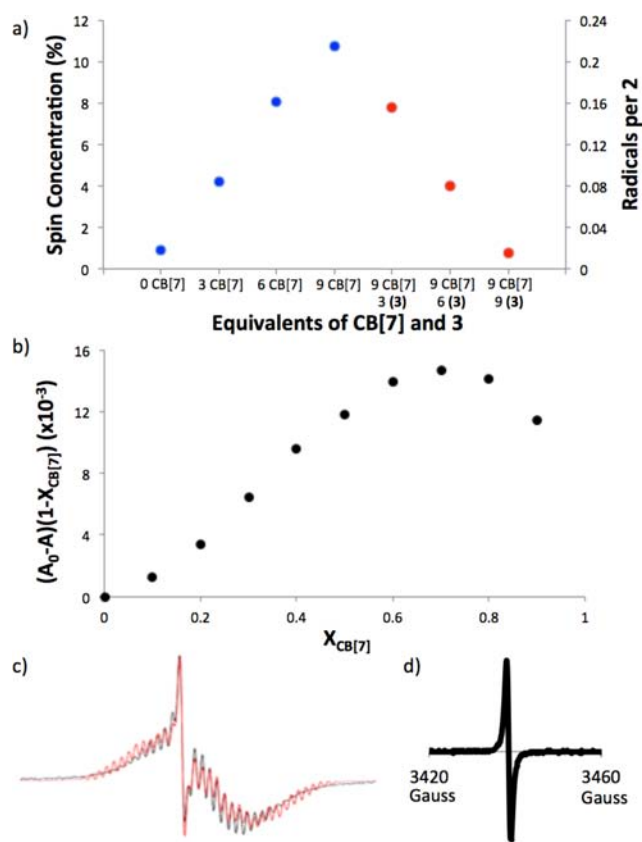 a)
Spin Concentration (%)
12
10
8
6
4
2
0
0.24
0.2
0.16
0.12
0.08
0.04
0
Radicals per 2
0 CB[7] 3 CB[7] 6 CB[7] 9 CB[7] 9 CB[7] 9 CB[7] 9 CB[7]
3 (3) 6 (3) 9 (3)
Equivalents of CB[7] and 3
b)
(A0-A)(1-XCB[7]) (x10-3)
16
12
8
4
0
0 0.2 0.4 0.6 0.8 1
XCB[7]
c)
d)
3420 3460
Gauss Gauss